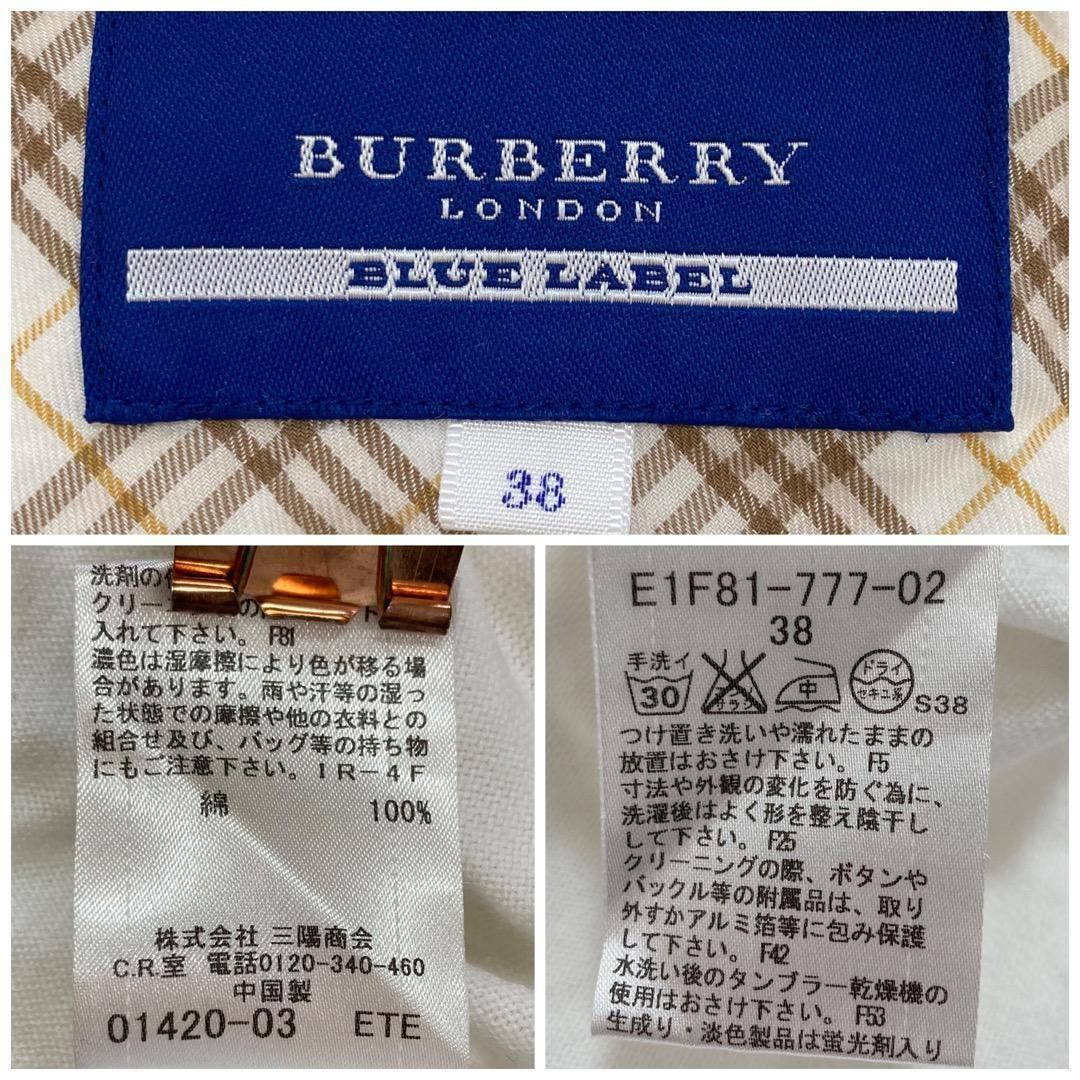 BURBERRY
LONDON
BLUE LABEL
38
洗剤の
クリー
入れて下さい。 F81
濃色は湿摩擦により色が移る場
合があります。雨や汗等の湿っ
た状態での摩擦や他の衣料との
組合せ及び、バッグ等の持ち物
にもご注意下さい。IR-4F
綿 100%
株式会社 三陽商会
C.R.室 電話0120-340-460
中国製
01420-03 ETE
E1F81-777-02
38
手洗イ
30 サラシ 中 ドライ セキユ系 S38
つけ置き洗いや濡れたままの
放置はおさけ下さい。 F5
寸法や外観の変化を防ぐ為に、
洗濯後はよく形を整え陰干し
して下さい。 F25
クリーニングの際、ボタンや
バックル等の附属品は、取り
外すかアルミ箔等に包み保護
して下さい。 F42
水洗い後のタンブラー乾燥機の
使用はおさけ下さい。 F53
生成り・淡色製品は蛍光剤入り